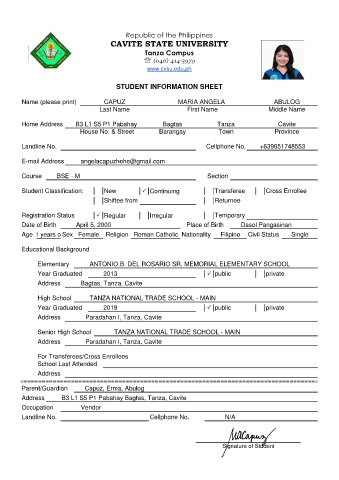 Republic of the Philippines
CAVITE STATE UNIVERSITY
Tanza Campus
☏ (046) 414-3979
www.cvsu.edu.ph
STUDENT INFORMATION SHEET
Name (please print) CAPUZ MARIA ANGELA ABULOG
Last Name First Name Middle Name
Home Address B3 L1 S5 P1 Pabahay Bagtas Tanza Cavite
House No. & Street Barangay Town Province
Landline No. Cellphone No. +639651748553
E-mail Address angelacapuzhehe@gmail.com
Course BSE - M Section
Student Classification: New ✓ Continuing Transferee Cross Enrollee
Shiftee from Returnee
Registration Status ✓ Regular Irregular Temporary
Date of Birth April 5, 2000 Place of Birth Dasol Pangasinan
Age 1 years o Sex Female Religion Roman Catholic Nationality Filipino Civil Status Single
Educational Background
Elementary ANTONIO B. DEL ROSARIO SR. MEMORIAL ELEMENTARY SCHOOL
Year Graduated 2013 ✓ public private
Address Bagtas, Tanza, Cavite
High School TANZA NATIONAL TRADE SCHOOL - MAIN
Year Graduated 2019 ✓ public private
Address Paradahan I, Tanza, Cavite
Senior High School TANZA NATIONAL TRADE SCHOOL - MAIN
Address Paradahan I, Tanza, Cavite
For Transferees/Cross Enrollees
School Last Attended
Address
Parent/Guardian Capuz, Erma, Abulog
Address B3 L1 S5 P1 Pabahay Bagtas, Tanza, Cavite
Occupation Vendor
Landline No. Cellphone No. N/A
MACapuz
Signature of Student